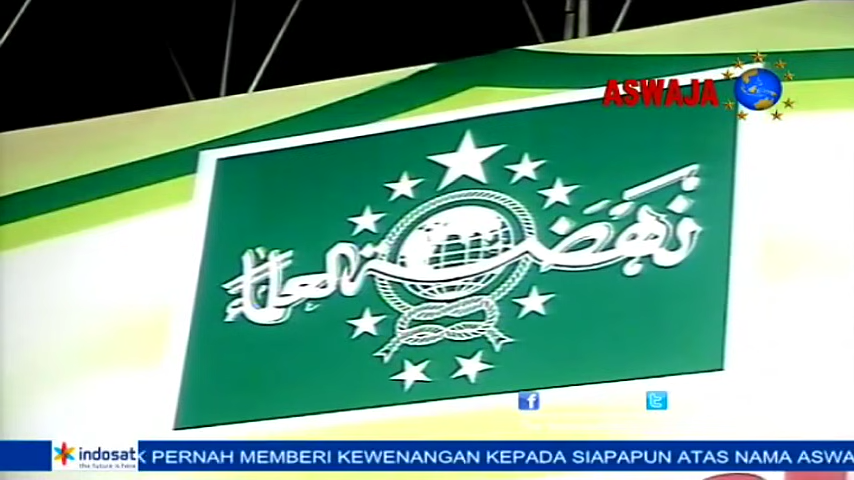 ASWAJA
نهضة العلماء
indosat
the future is here
K PERNAH MEMBERI KEWENANGAN KEPADA SIAPAPUN ATAS NAMA ASWA